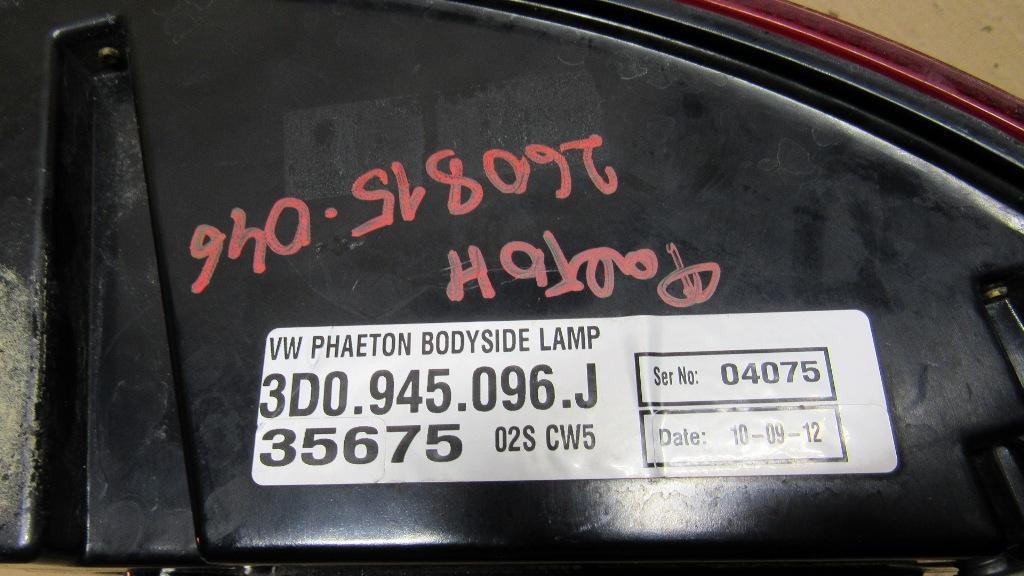 Фаэтон
260815.046
VW PHAETON BODYSIDE LAMP
3D0.945.096.J
35675 02S CW5
Ser No: 04075
Date: 10-09-12